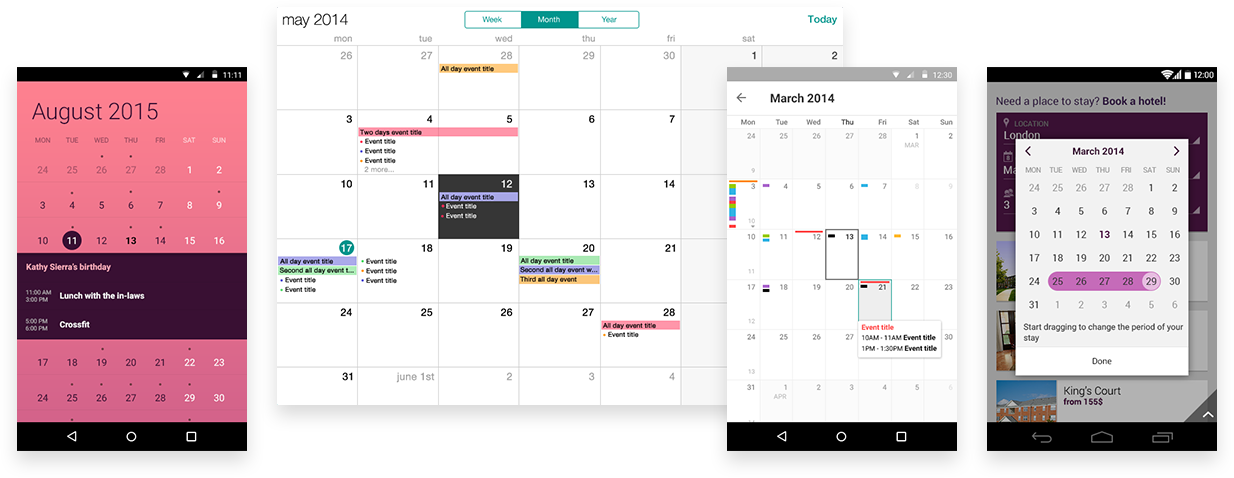 11:11
August 2015
MON TUE WED THU FRI SAT SUN
24 25 26 27 28 1 2
3 4 5 6 7 8 9
10 11 12 13 14 15 16
Kathy Sierra's birthday
11:00 AM
3:00 PM
Lunch with the in-laws
5:00 PM
6:00 PM
Crossfit
17 18 19 20 21 22 23
24 25 26 27 28 29 30
may 2014
Week Month Year
Today
mon tue wed thu fri sat
26 27 28 29 30 1 2
All day event title
3 4 5 6 7
Two days event title
Event title
Event title
Event title
2 more...
10 11 12 13 14
All day event title
Event title
Event title
17 18 19 20 21
All day event title
Second all day event t...
Event title
Event title
Event title
Event title
Event title
All day event title
Second all day event w...
Third all day event
24 25 26 27 28
All day event title
Event title
31 june 1st 2 3 4
12:30
March 2014
Mon Tue Wed Thu Fri Sat Sun
24 25 26 27 28 1 2
MAR
9
3 4 5 6 7 8 9
10
10 11 12 13 14 15 16
11
17 18 19 20 21 22 23
12
Event title
10AM - 11AM Event title
1PM - 1:30PM Event title
24 25 26 27 28 29 30
13
31 1 2 3 4 5 6
APR
12:00
Need a place to stay? Book a hotel!
LOCATION
London
Ma
3
March 2014
MON TUE WED THU FRI SAT SUN
24 25 26 27 28 1 2
3 4 5 6 7 8 9
10 11 12 13 14 15 16
17 18 19 20 21 22 23
24 25 26 27 28 29 30
31 1 2 3 4 5 6
Start dragging to change the period of your
stay
Done
King's Court
from 155$